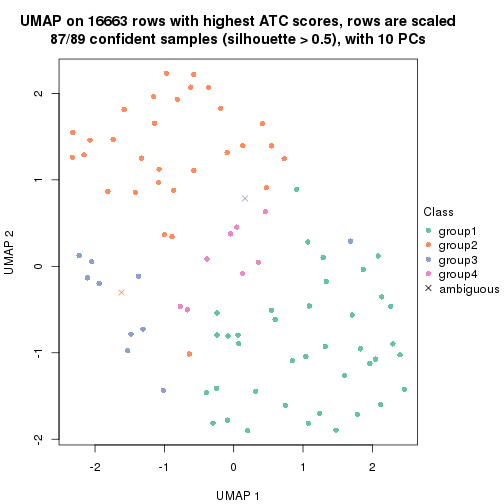 UMAP on 16663 rows with highest ATC scores, rows are scaled
87/89 confident samples (silhouette > 0.5), with 10 PCs
UMAP 2
2
1
0
-1
-2
-2
-1
0
1
2
UMAP 1
Class
group1
group2
group3
group4
ambiguous